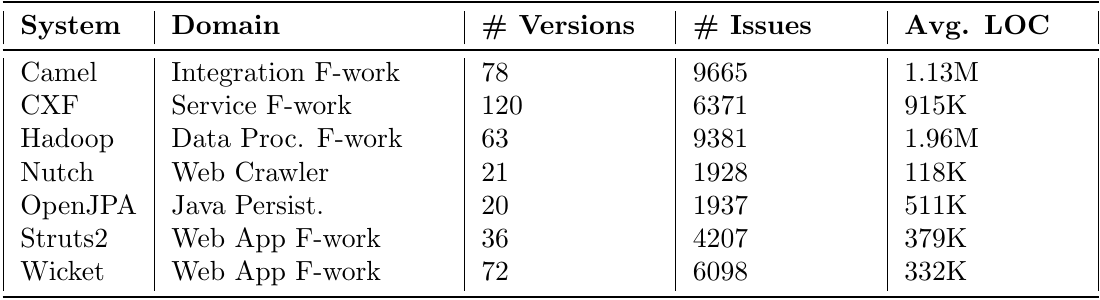 System Domain # Versions # Issues Avg. LOC
Camel Integration F-work 78 9665 1.13M
CXF Service F-work 120 6371 915K
Hadoop Data Proc. F-work 63 9381 1.96M
Nutch Web Crawler 21 1928 118K
OpenJPA Java Persist. 20 1937 511K
Struts2 Web App F-work 36 4207 379K
Wicket Web App F-work 72 6098 332K